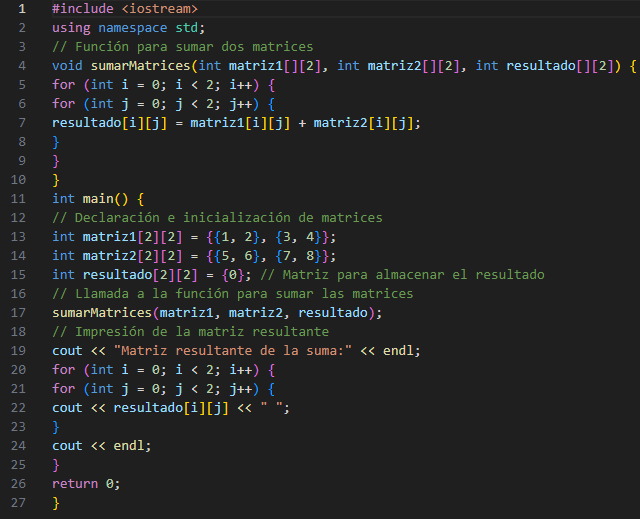 1 #include <iostream>
2 using namespace std;
3 // Función para sumar dos matrices
4 void sumarMatrices(int matriz1[][2], int matriz2[][2], int resultado[][2]) {
5 for (int i = 0; i < 2; i++) {
6 for (int j = 0; j < 2; j++) {
7 resultado[i][j] = matriz1[i][j] + matriz2[i][j];
8 }
9 }
10 }
11 int main() {
12 // Declaración e inicialización de matrices
13 int matriz1[2][2] = {{1, 2}, {3, 4}};
14 int matriz2[2][2] = {{5, 6}, {7, 8}};
15 int resultado[2][2] = {0}; // Matriz para almacenar el resultado
16 // Llamada a la función para sumar las matrices
17 sumarMatrices(matriz1, matriz2, resultado);
18 // Impresión de la matriz resultante
19 cout << "Matriz resultante de la suma:" << endl;
20 for (int i = 0; i < 2; i++) {
21 for (int j = 0; j < 2; j++) {
22 cout << resultado[i][j] << " ";
23 }
24 cout << endl;
25 }
26 return 0;
27 }